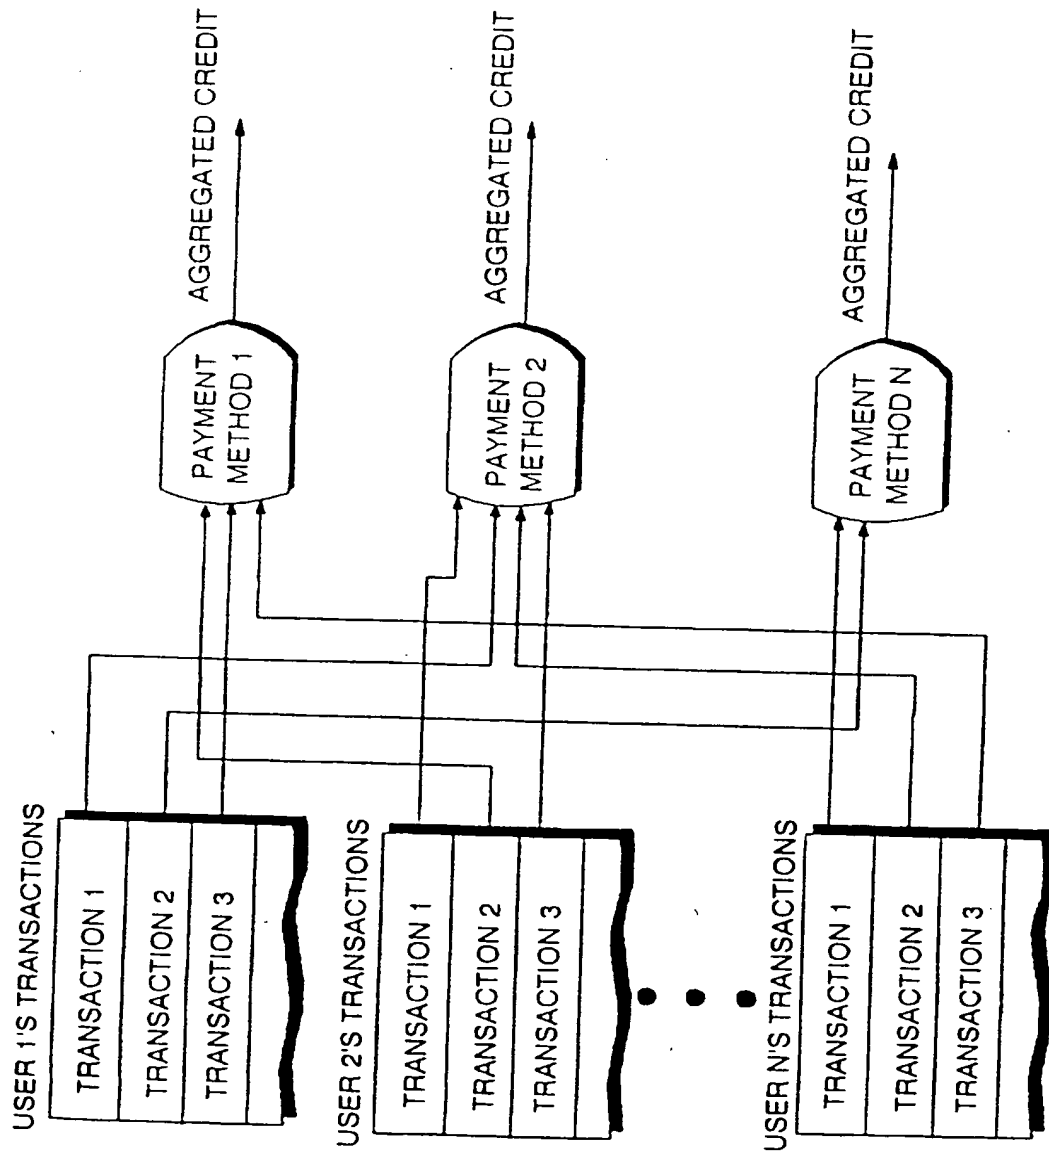 USER 1'S TRANSACTIONS
TRANSACTION 1
TRANSACTION 2
TRANSACTION 3
USER 2'S TRANSACTIONS
TRANSACTION 1
TRANSACTION 2
TRANSACTION 3
USER N'S TRANSACTIONS
TRANSACTION 1
TRANSACTION 2
TRANSACTION 3
PAYMENT
METHOD 1
PAYMENT
METHOD 2
PAYMENT
METHOD N
AGGREGATED CREDIT
AGGREGATED CREDIT
AGGREGATED CREDIT